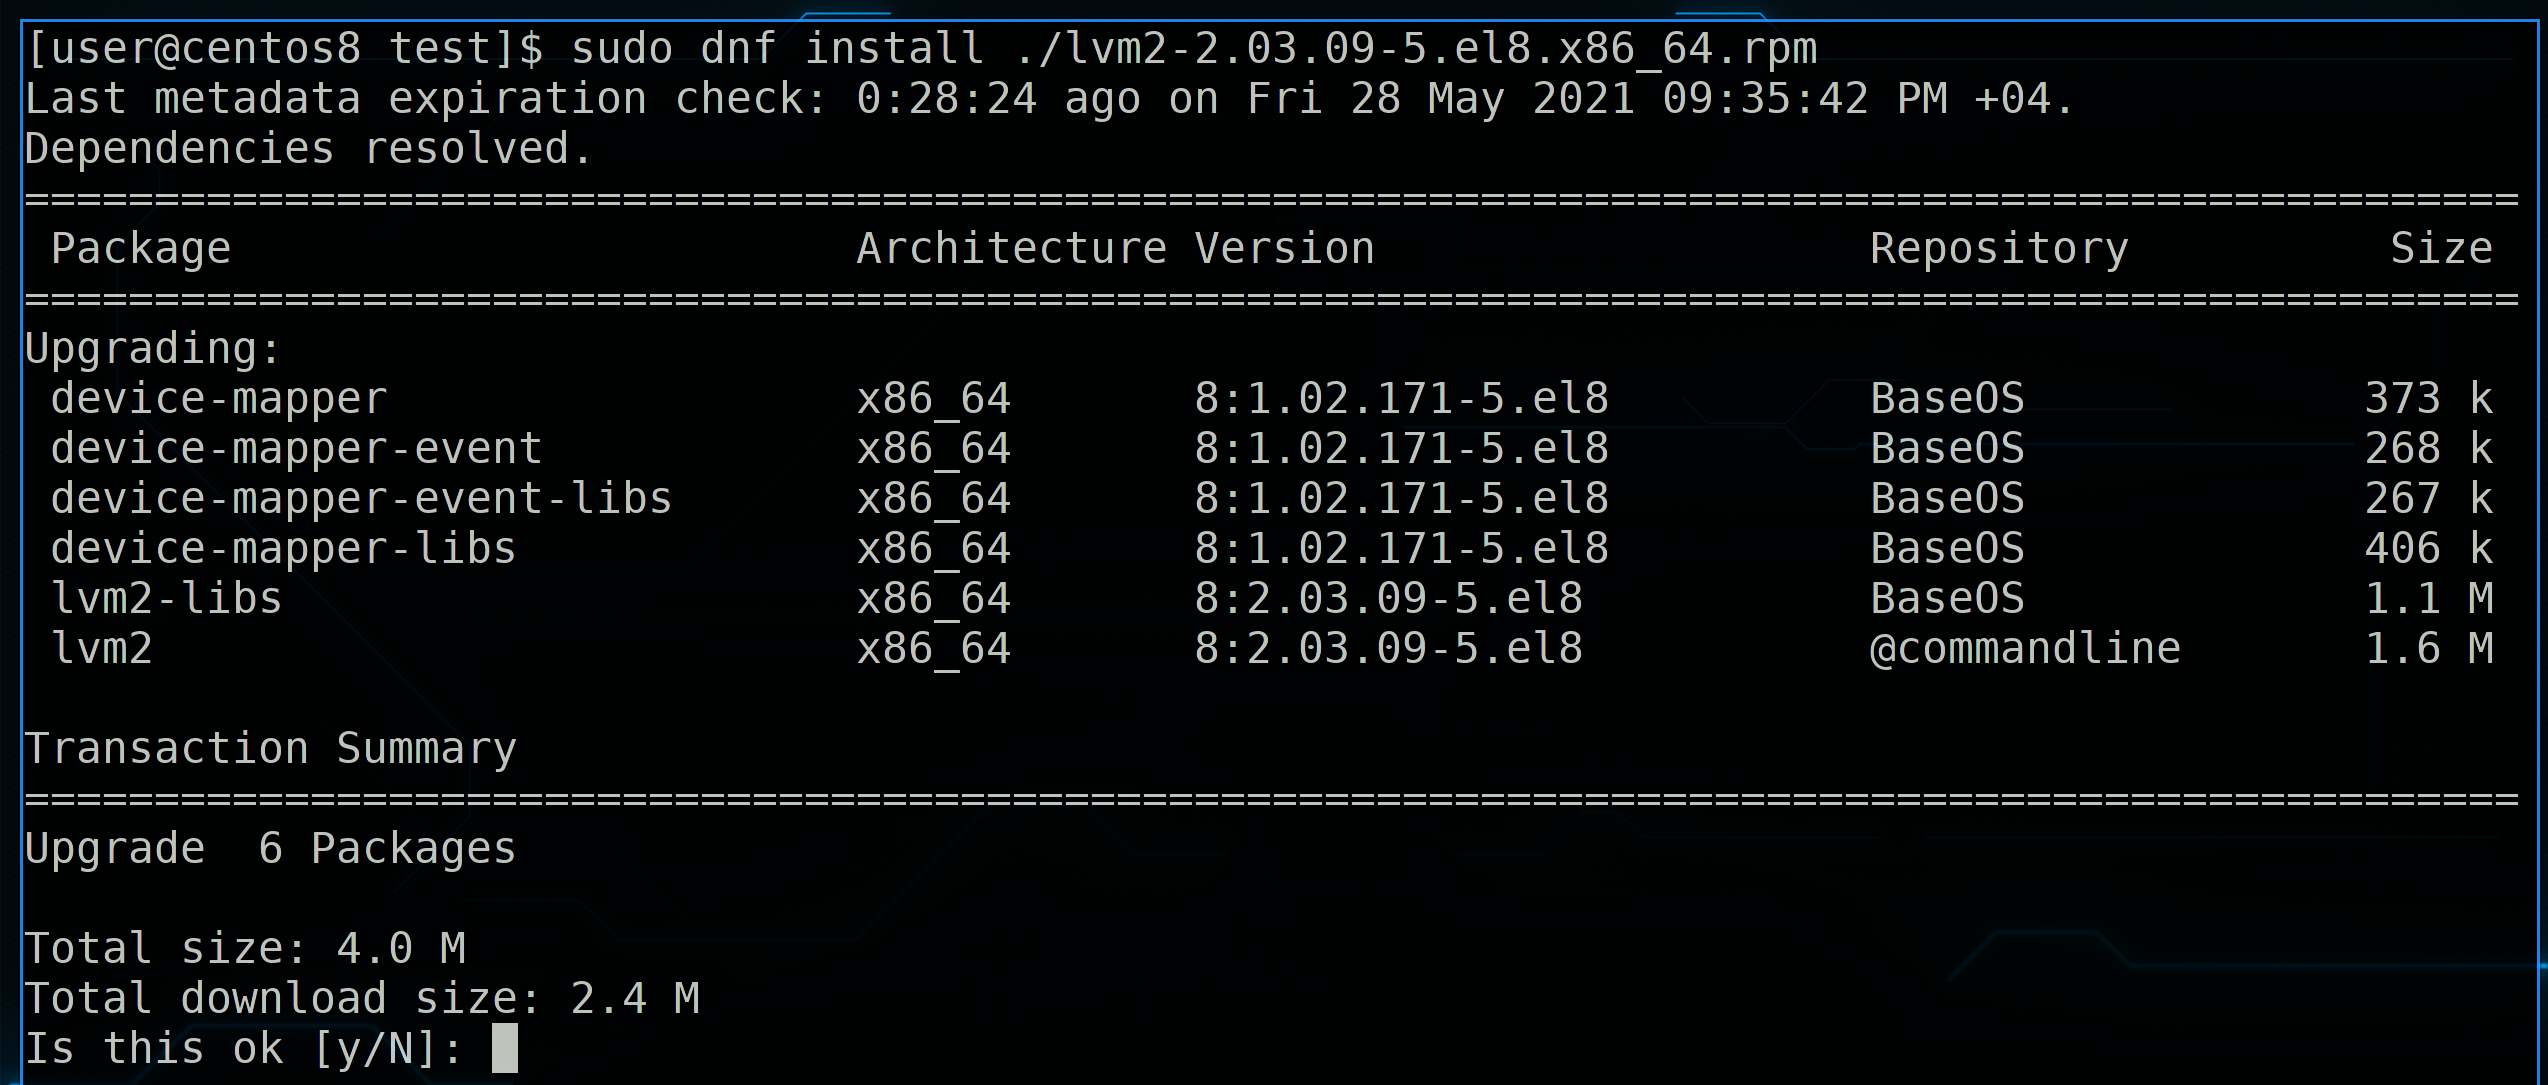 [user@centos8 test]$ sudo dnf install ./lvm2-2.03.09-5.el8.x86_64.rpm
Last metadata expiration check: 0:28:24 ago on Fri 28 May 2021 09:35:42 PM +04.
Dependencies resolved.
================================================================================================
 Package                        Architecture Version                   Repository          Size
================================================================================================
Upgrading:
 device-mapper                  x86_64       8:1.02.171-5.el8          BaseOS             373 k
 device-mapper-event            x86_64       8:1.02.171-5.el8          BaseOS             268 k
 device-mapper-event-libs       x86_64       8:1.02.171-5.el8          BaseOS             267 k
 device-mapper-libs             x86_64       8:1.02.171-5.el8          BaseOS             406 k
 lvm2-libs                      x86_64       8:2.03.09-5.el8           BaseOS             1.1 M
 lvm2                           x86_64       8:2.03.09-5.el8           @commandline       1.6 M

Transaction Summary
================================================================================================
Upgrade  6 Packages

Total size: 4.0 M
Total download size: 2.4 M
Is this ok [y/N]: